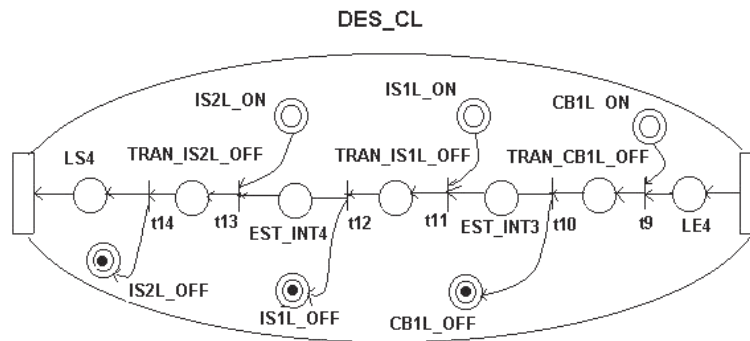 DES_CL
IS2L_ON
IS1L_ON
CB1L_ON
LS4
TRAN_IS2L_OFF
TRAN_IS1L_OFF
TRAN_CB1L_OFF
t14
t13
EST_INT4
t12
t11
EST_INT3
t10
t9
LE4
IS2L_OFF
IS1L_OFF
CB1L_OFF